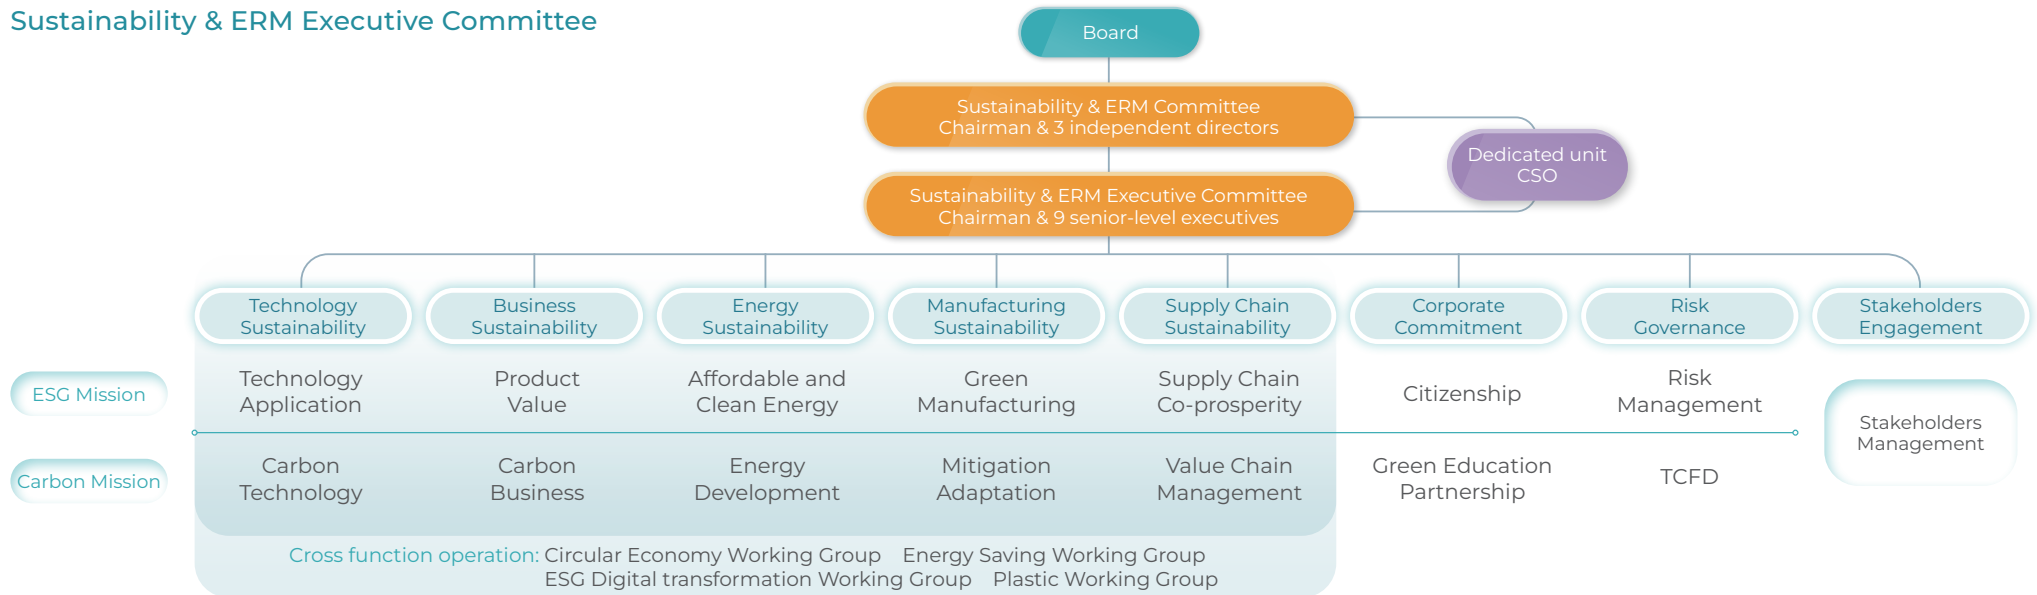 Sustainability & ERM Executive Committee
Board
Sustainability & ERM Committee
Chairman & 3 independent directors
Dedicated unit
CSO
Sustainability & ERM Executive Committee
Chairman & 9 senior-level executives
Technology
Sustainability
Business
Sustainability
Energy
Sustainability
Manufacturing
Sustainability
Supply Chain
Sustainability
Corporate
Commitment
Risk
Governance
Stakeholders
Engagement
ESG Mission
Technology
Application
Product
Value
Affordable and
Clean Energy
Green
Manufacturing
Supply Chain
Co-prosperity
Citizenship
Risk
Management
Stakeholders
Management
Carbon Mission
Carbon
Technology
Carbon
Business
Energy
Development
Mitigation
Adaptation
Value Chain
Management
Green Education
Partnership
TCFD
Cross function operation: Circular Economy Working Group Energy Saving Working Group
ESG Digital transformation Working Group Plastic Working Group